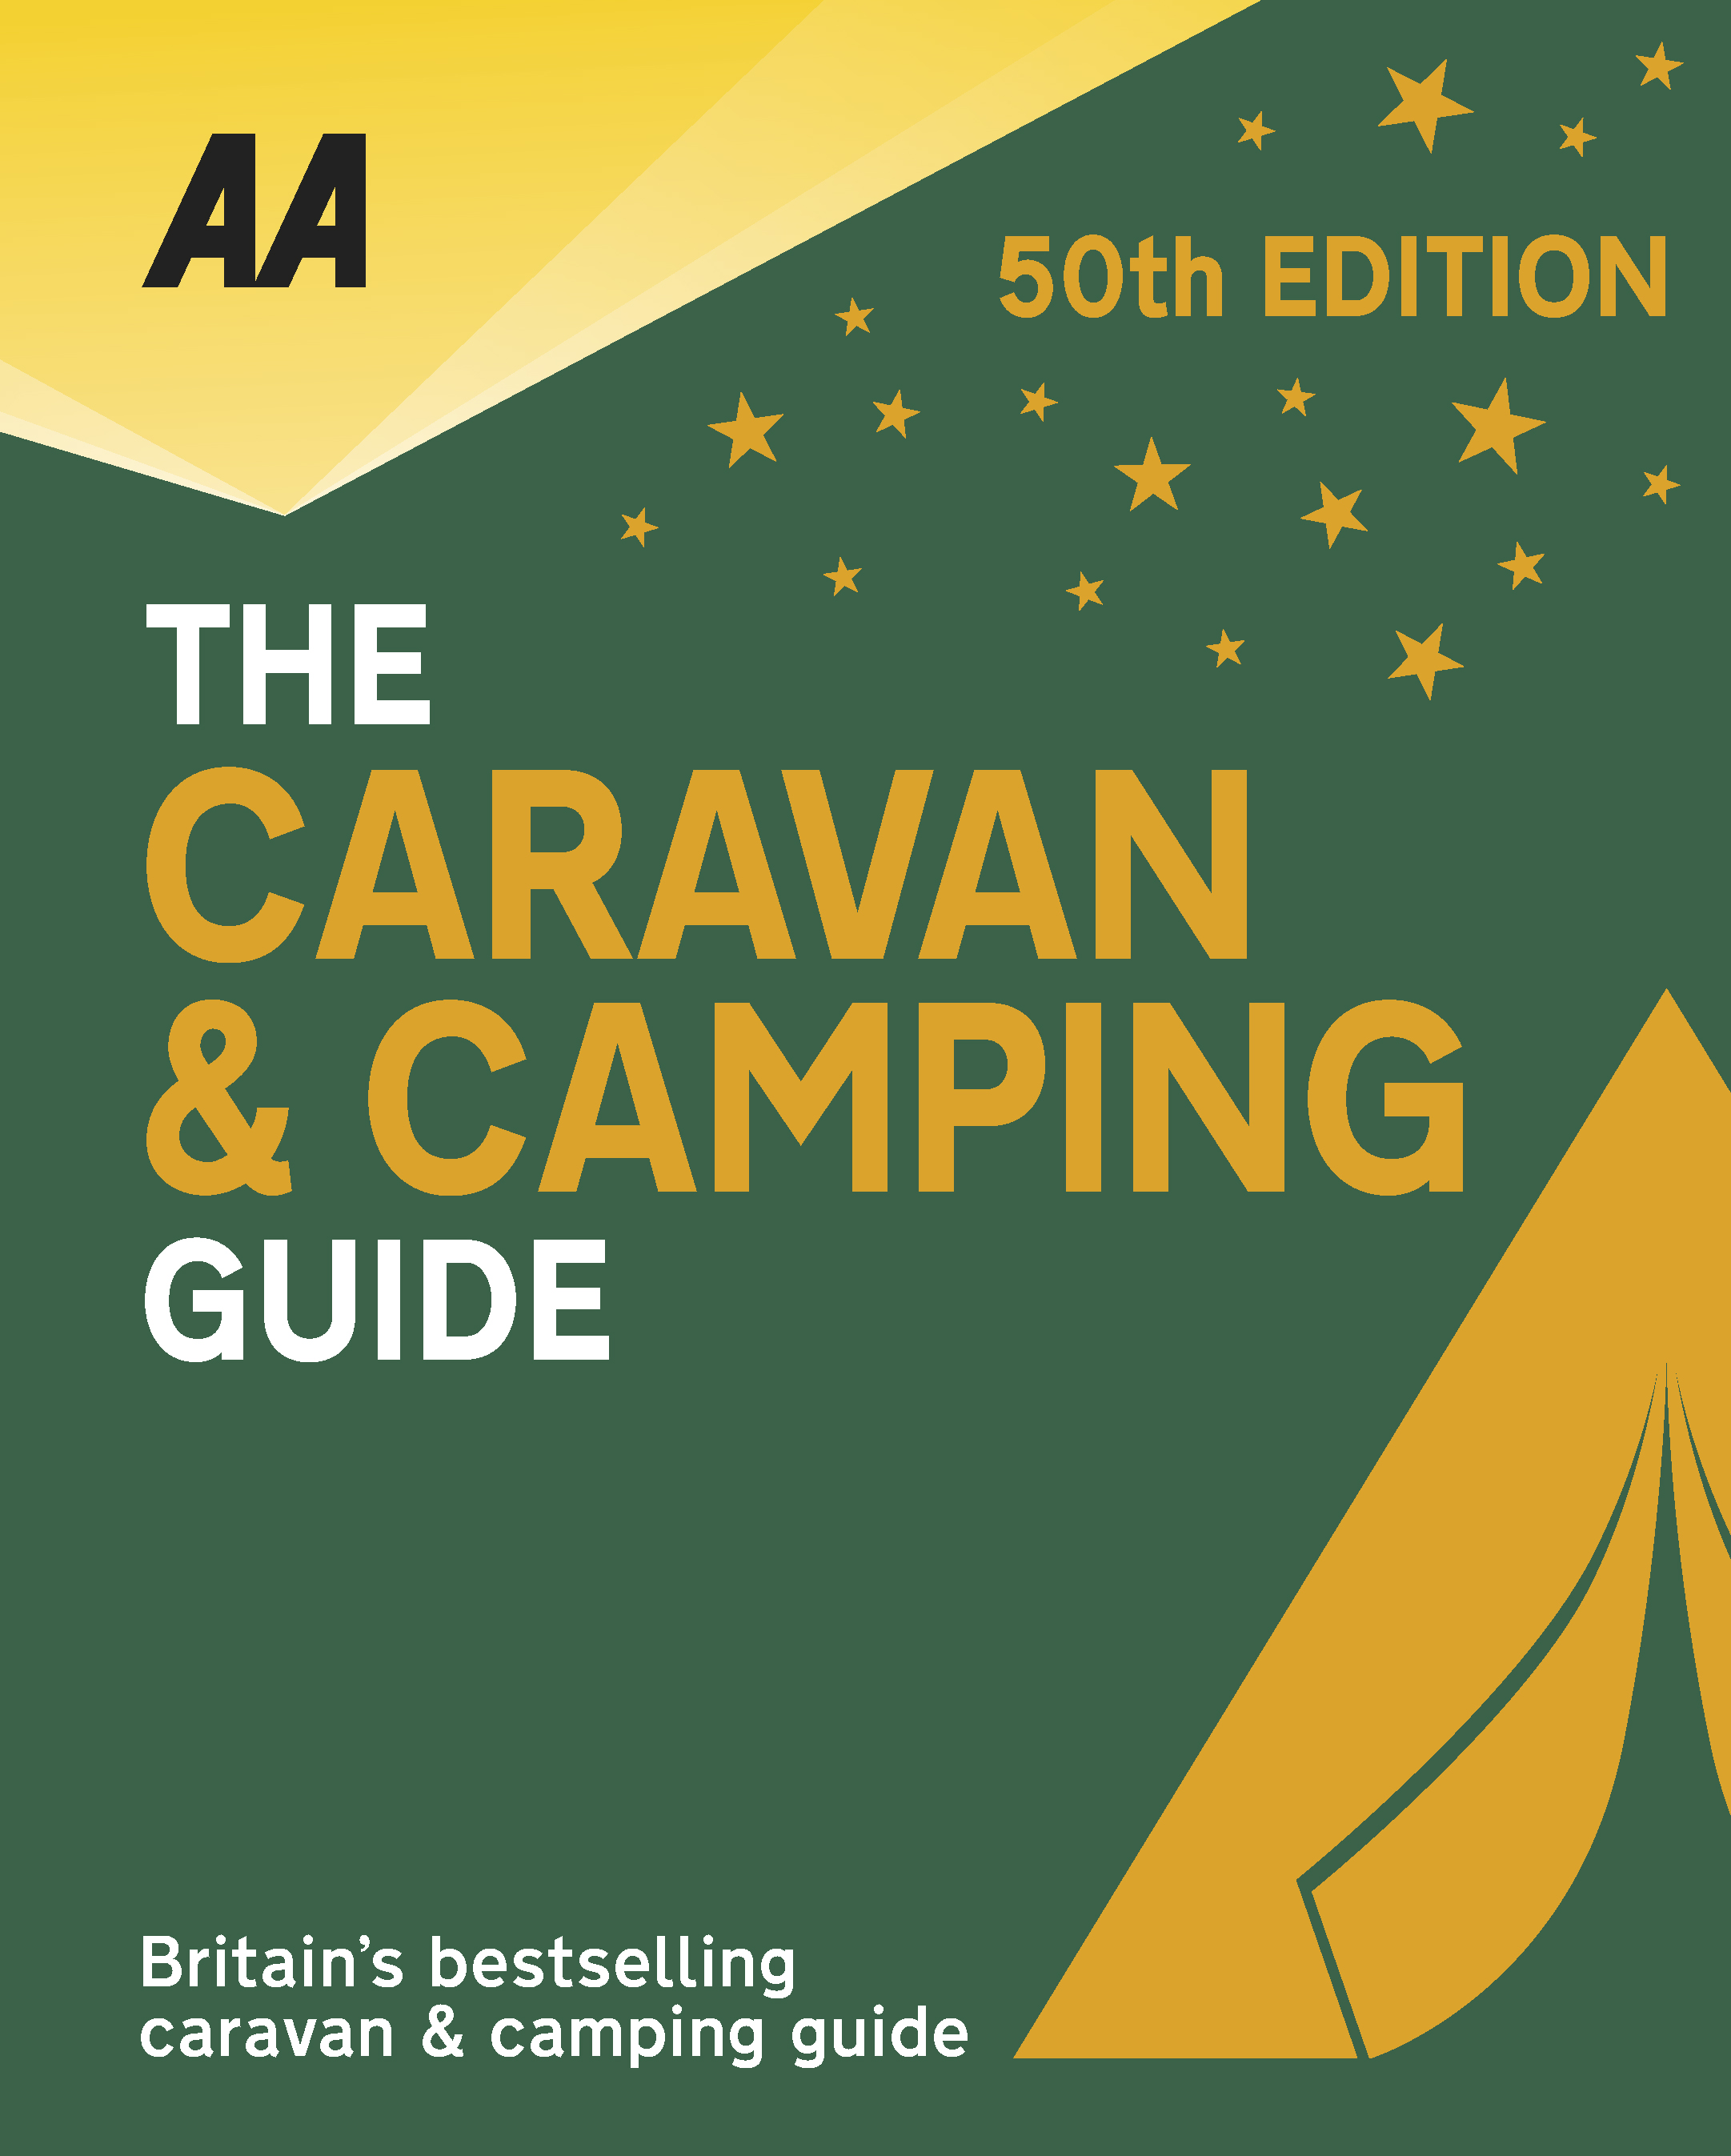 AA
50th EDITION
THE
CARAVAN
& CAMPING
GUIDE
Britain’s bestselling
caravan & camping guide